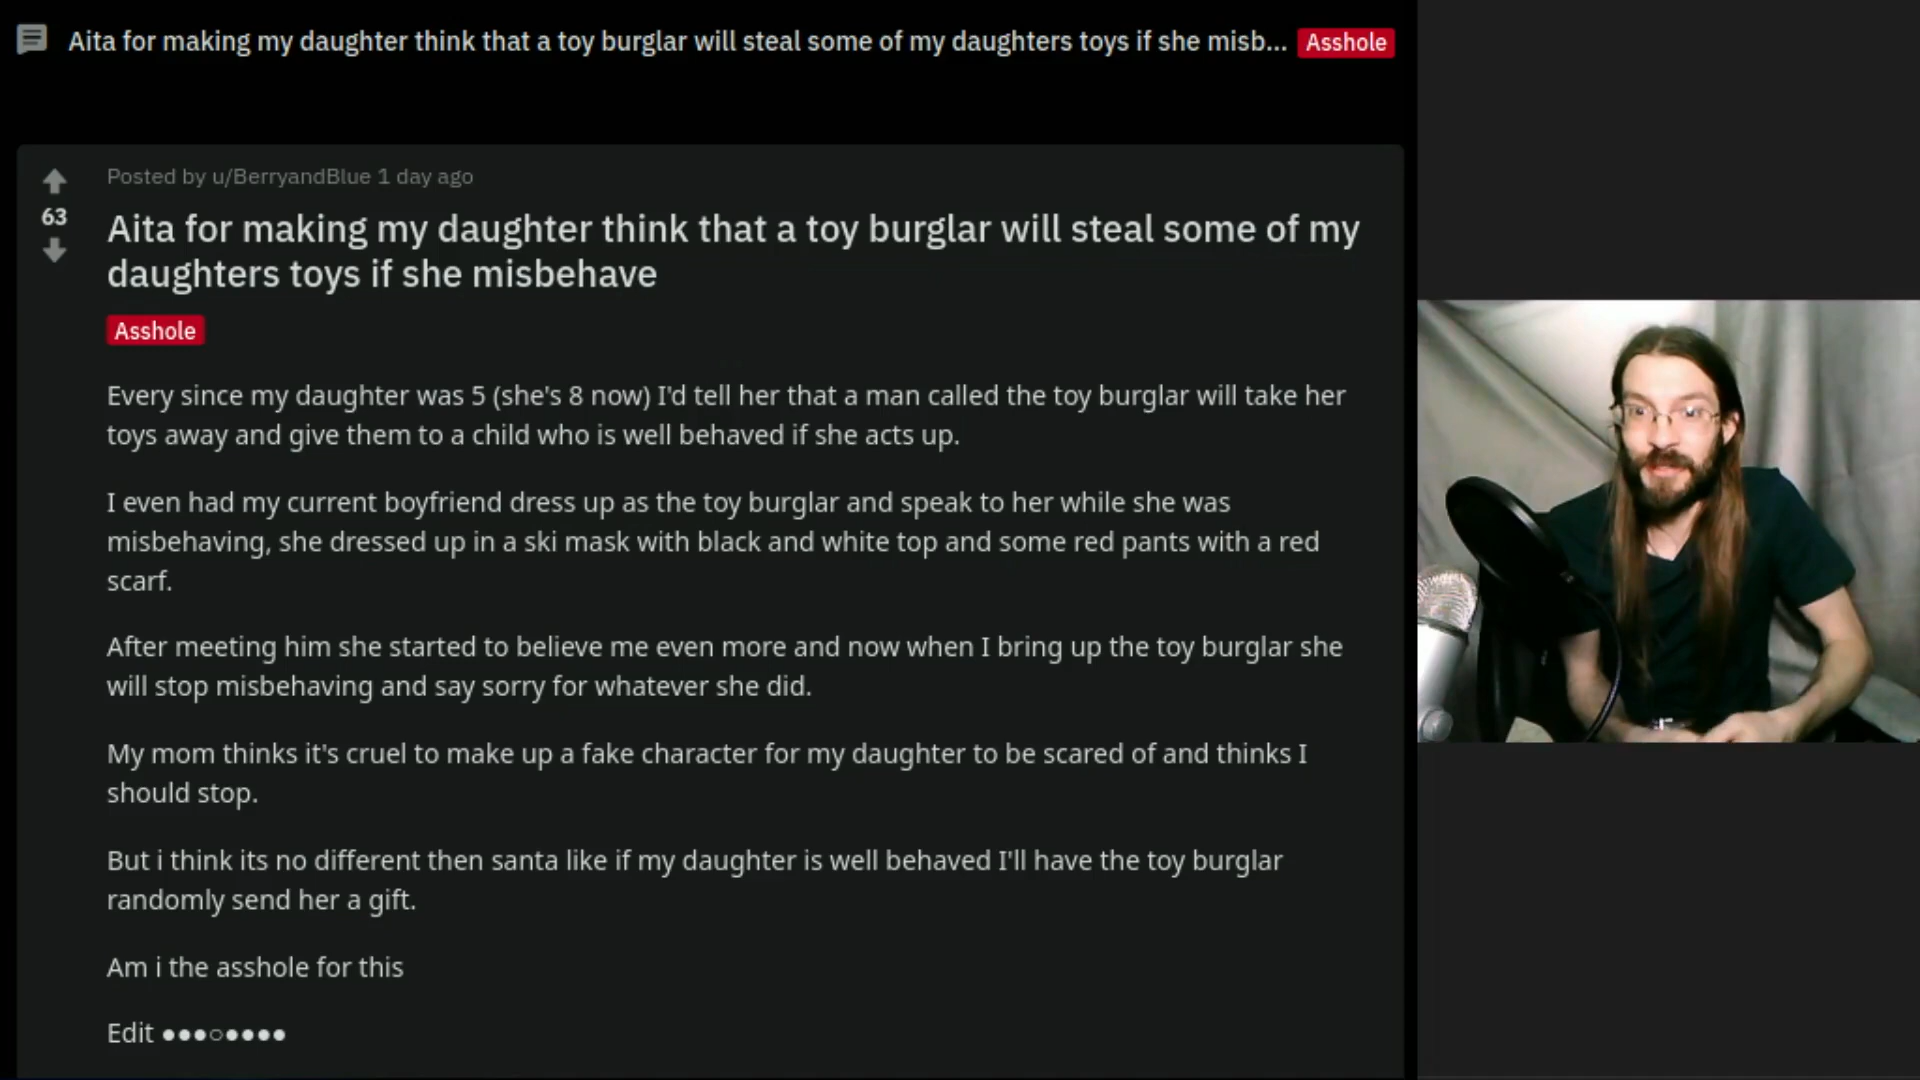 Aita for making my daughter think that a toy burglar will steal some of my daughters toys if she misb... Asshole
Posted by u/BerryandBlue 1 day ago
63
Aita for making my daughter think that a toy burglar will steal some of my
daughters toys if she misbehave
Asshole
Every since my daughter was 5 (she's 8 now) I'd tell her that a man called the toy burglar will take her
toys away and give them to a child who is well behaved if she acts up.
I even had my current boyfriend dress up as the toy burglar and speak to her while she was
misbehaving, she dressed up in a ski mask with black and white top and some red pants with a red
scarf.
After meeting him she started to believe me even more and now when I bring up the toy burglar she
will stop misbehaving and say sorry for whatever she did.
My mom thinks it's cruel to make up a fake character for my daughter to be scared of and thinks I
should stop.
But i think its no different then santa like if my daughter is well behaved I'll have the toy burglar
randomly send her a gift.
Am i the asshole for this
Edit ●●●○●●●●